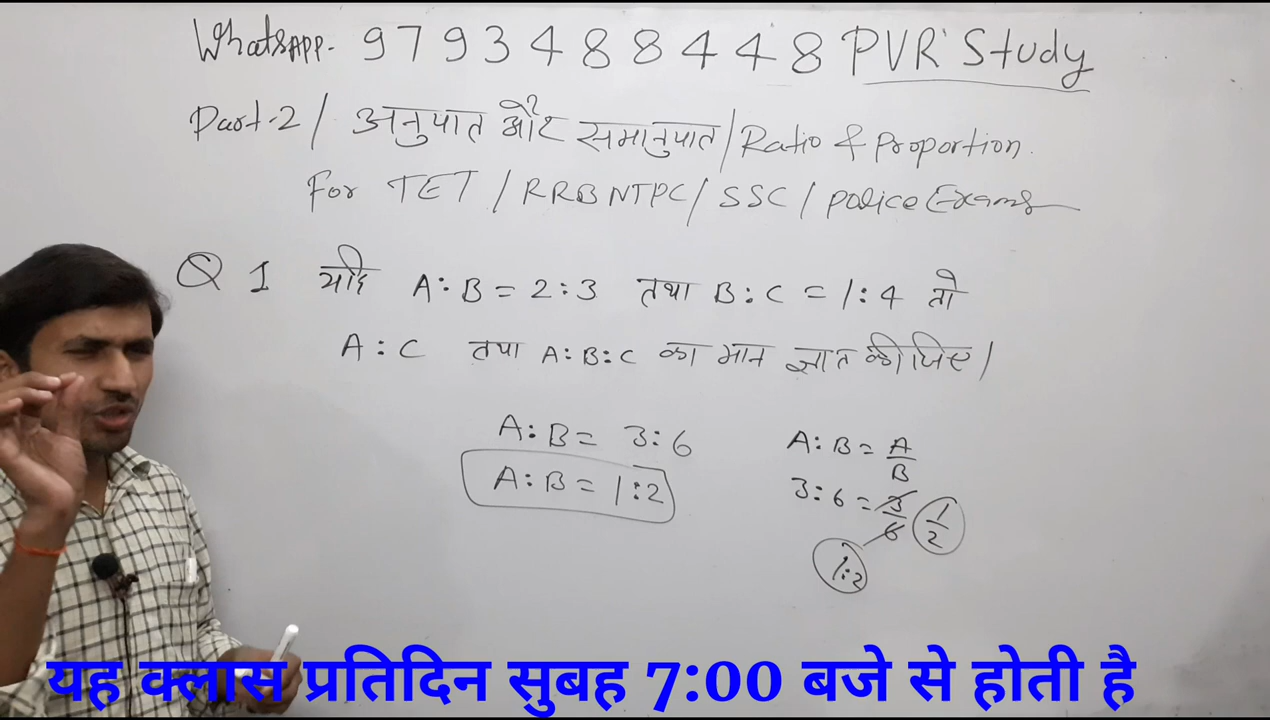 WhatsAPP. 9793488448 PVR Study
Part-2/ अनुपात और समानुपात/Ratio & Proportion.
For TET / RRB NTPC / SSC / Police Exams
Q 1 यदि A:B = 2:3 तथा B:C = 1:4 तो
A:C तथा A:B:C का मान ज्ञात कीजिए।
A:B = 3:6
A:B = 1:2
A:B = A/B
3:6 = 3/6 1/2
1:2
यह क्लास प्रतिदिन सुबह 7:00 बजे से होती है